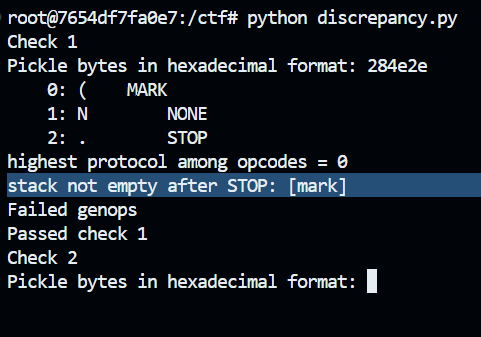 root@7654df7fa0e7:/ctf# python discrepancy.py
Check 1
Pickle bytes in hexadecimal format: 284e2e
    0: (    MARK
    1: N        NONE
    2: .        STOP
highest protocol among opcodes = 0
stack not empty after STOP: [mark]
Failed genops
Passed check 1
Check 2
Pickle bytes in hexadecimal format: